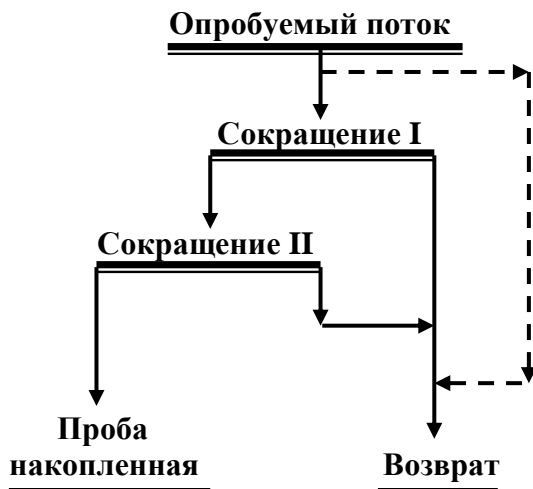 Опробуемый поток
Сокращение I
Сокращение II
Проба
накопленная
Возврат